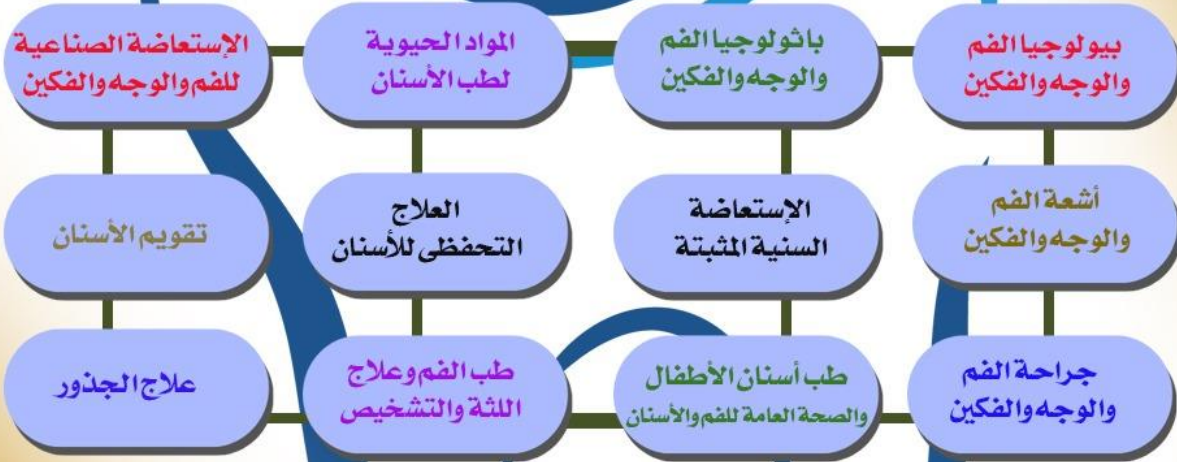 بيولوجيا الفم
والوجه والفكين
باثولوجيا الفم
والوجه والفكين
المواد الحيوية
لطب الأسنان
الإستعاضة الصناعية
للفم والوجه والفكين
أشعة الفم
والوجه والفكين
الإستعاضة
السنية المثبتة
العلاج
التحفظى للأسنان
تقويم الأسنان
جراحة الفم
والوجه والفكين
طب أسنان الأطفال
والصحة العامة للفم والأسنان
طب الفم وعلاج
اللثة والتشخيص
علاج الجذور